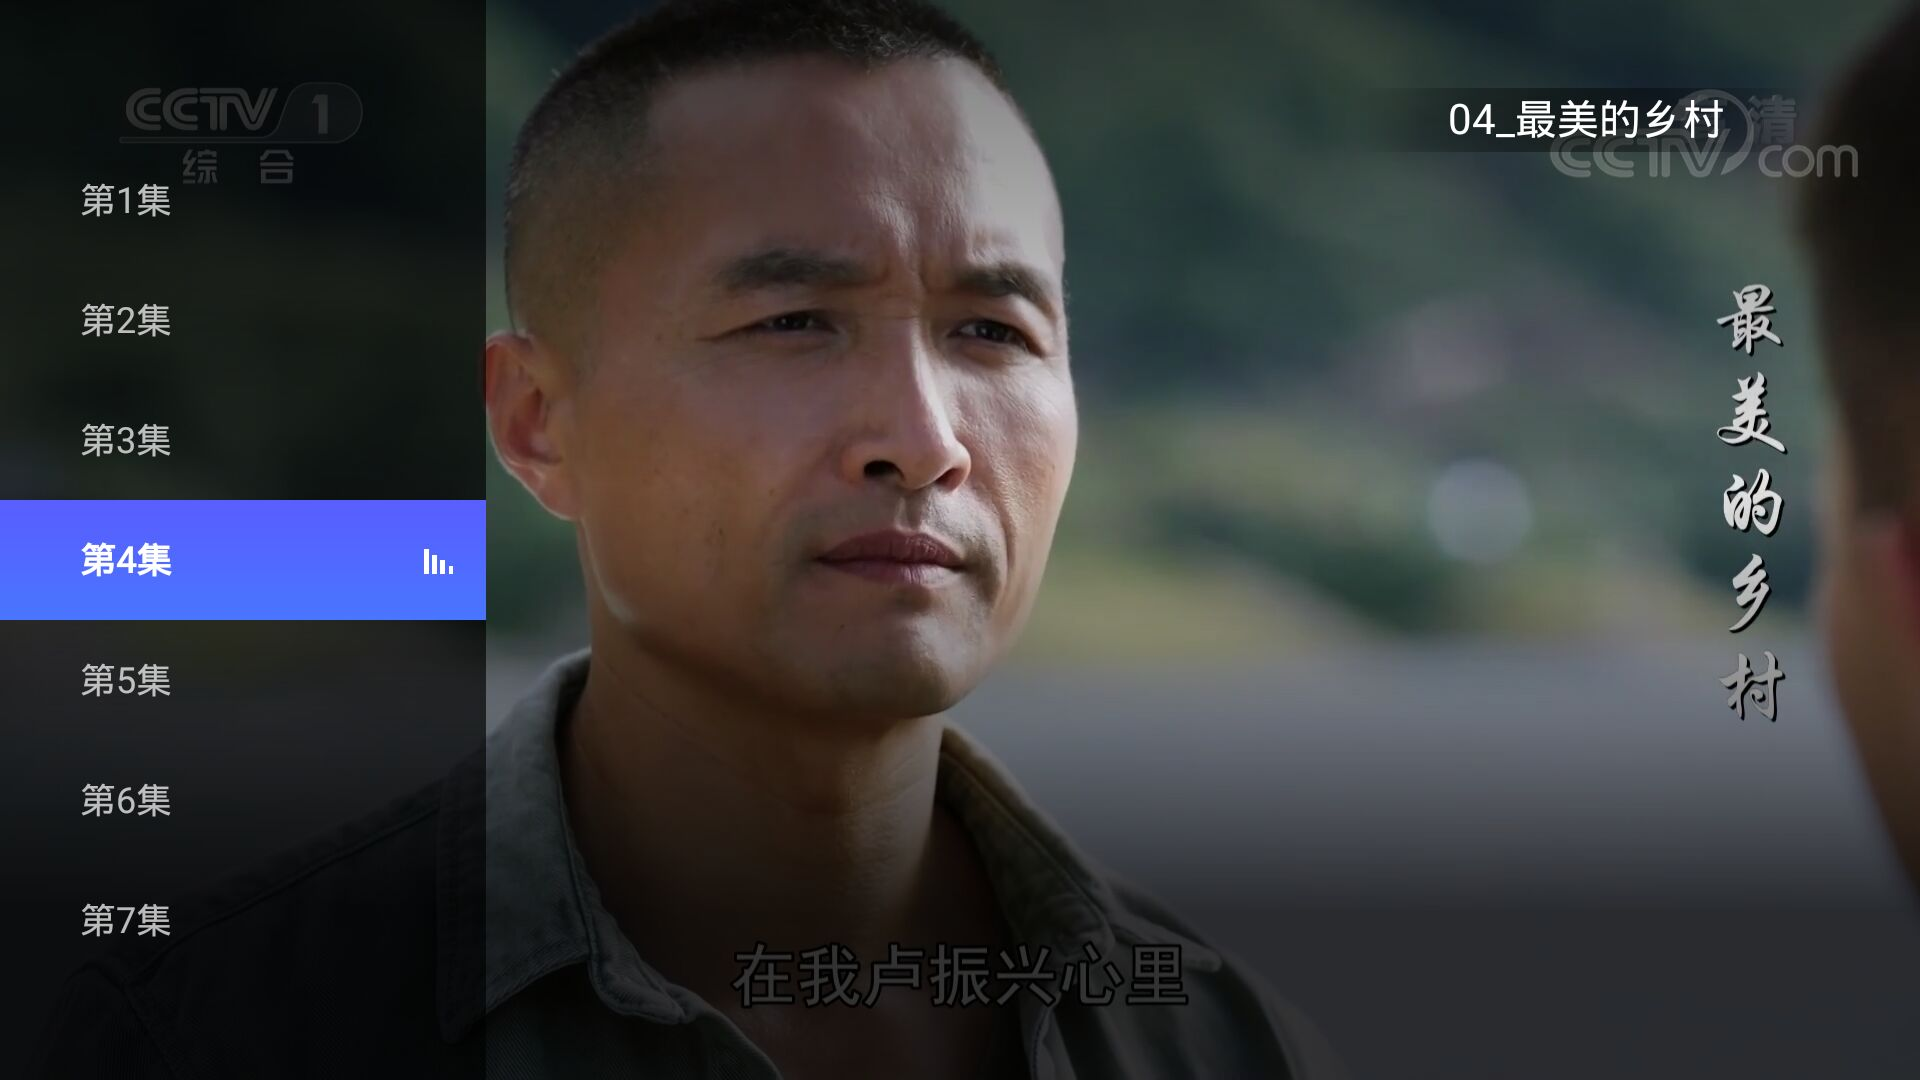 CCTV 1
综合
04_最美的乡村
清
CCTV com
第1集
第2集
第3集
第4集
第5集
第6集
第7集
最美的乡村
在我卢振兴心里